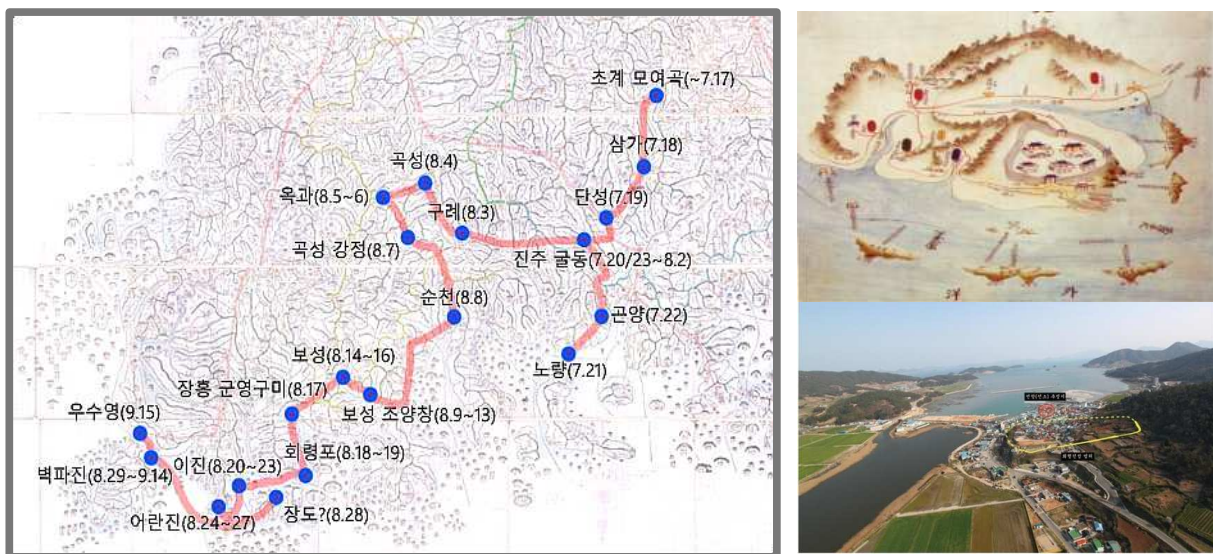 초계 모여곡(~7.17)
삼가(7.18)
곡성(8.4)
옥과(8.5~6)
단성(7.19)
구례(8.3)
곡성 강정(8.7)
진주 굴동(7.20/23~8.2)
순천(8.8)
곤양(7.22)
보성(8.14~16)
노량(7.21)
장흥 군영구미(8.17)
보성 조양창(8.9~13)
우수영(9.15)
회령포(8.18~19)
이진(8.20~23)
벽파진(8.29~9.14)
장도?(8.28)
어란진(8.24~27)